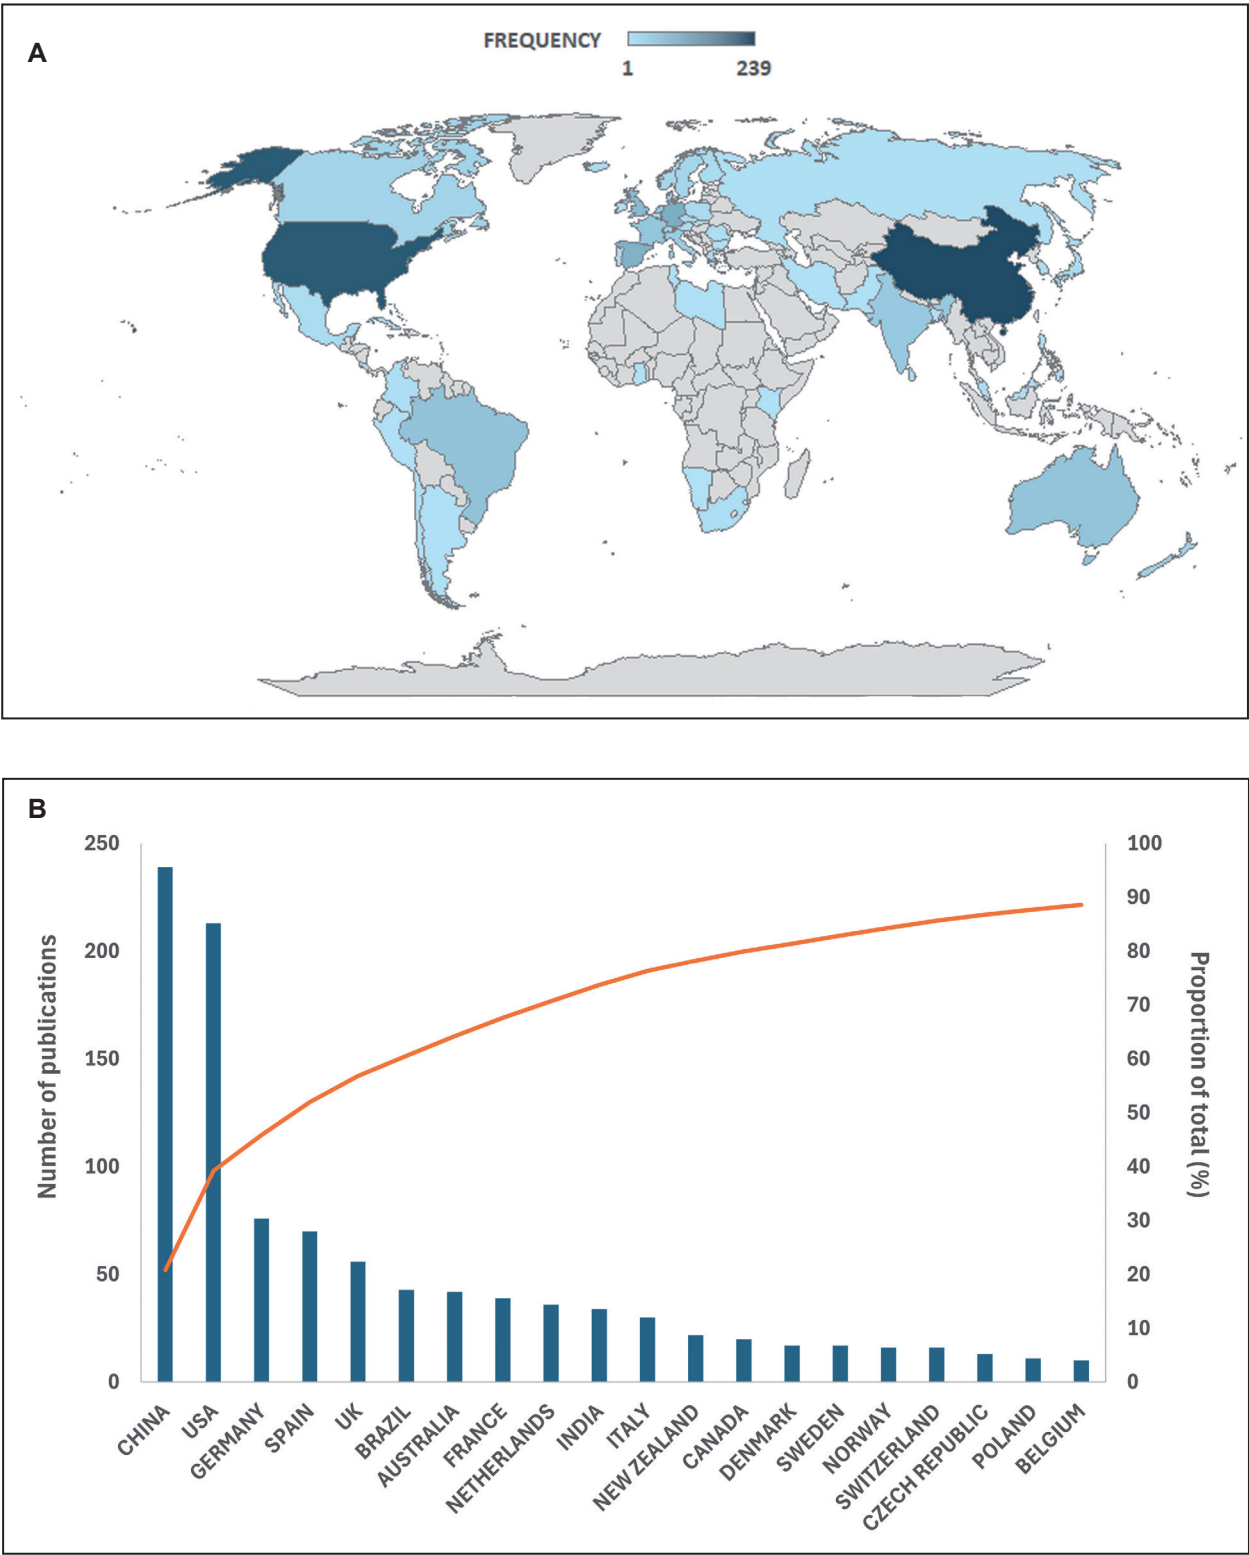 A
FREQUENCY
1 239
B
Number of publications
250
200
150
100
50
0
100
90
80
70
60
50
40
30
20
10
0
Proportion of total (%)
CHINA
USA
GERMANY
SPAIN
UK
BRAZIL
AUSTRALIA
FRANCE
NETHERLANDS
INDIA
ITALY
NEW ZEALAND
CANADA
DENMARK
SWEDEN
NORWAY
SWITZERLAND
CZECH REPUBLIC
POLAND
BELGIUM